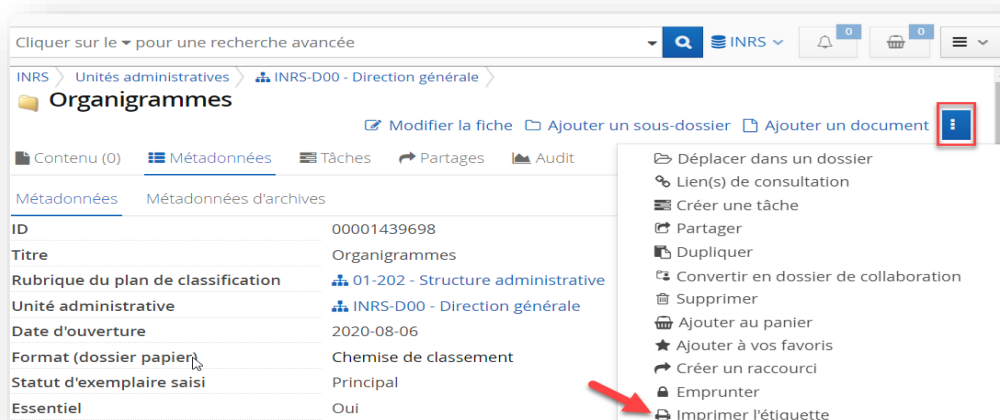 Cliquer sur le ▾ pour une recherche avancée
INRS 0 0
INRS Unités administratives INRS-D00 - Direction générale
Organigrammes
Modifier la fiche Ajouter un sous-dossier Ajouter un document
Contenu (0) Métadonnées Tâches Partages Audit
Métadonnées Métadonnées d'archives
ID 00001439698
Titre Organigrammes
Rubrique du plan de classification 01-202 - Structure administrative
Unité administrative INRS-D00 - Direction générale
Date d'ouverture 2020-08-06
Format (dossier papier) Chemise de classement
Statut d'exemplaire saisi Principal
Essentiel Oui
Déplacer dans un dossier
Lien(s) de consultation
Créer une tâche
Partager
Dupliquer
Convertir en dossier de collaboration
Supprimer
Ajouter au panier
Ajouter à vos favoris
Créer un raccourci
Emprunter
Imprimer l'étiquette